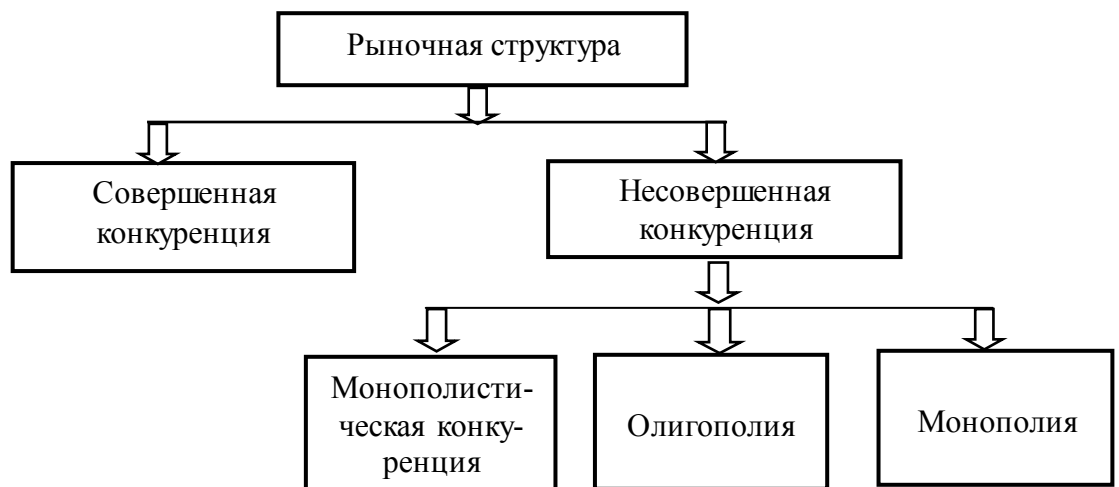 Рыночная структура
Совершенная
конкуренция
Несовершенная
конкуренция
Монополисти-
ческая конку-
ренция
Олигополия
Монополия